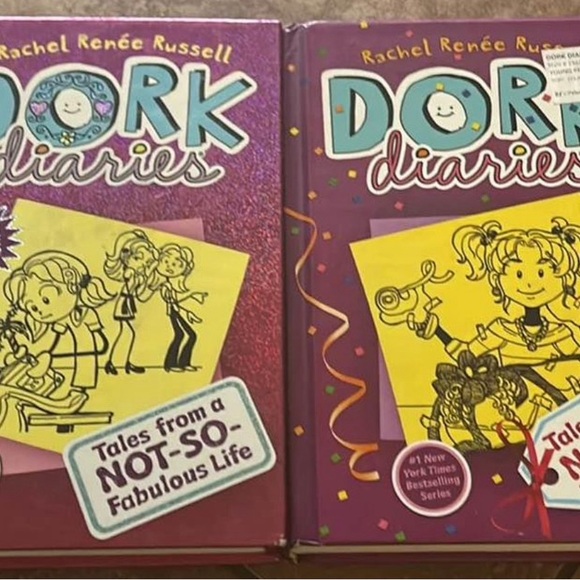 Rachel Renée Russell
DORK
diaries
Tales from a
NOT-SO-
Fabulous Life
Rachel Renée
DORK
DORK
diaries
#1 New
York Times
Bestselling
Series